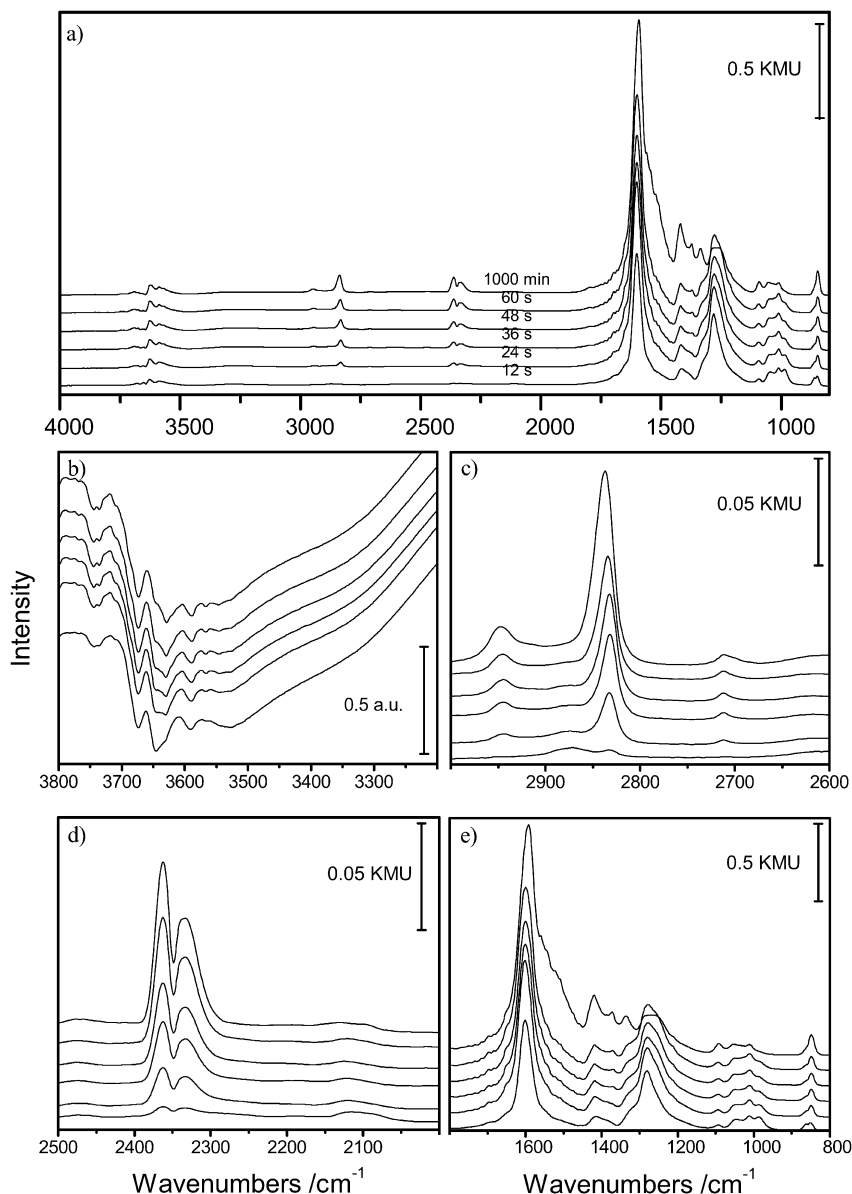 a)
0.5 KMU
1000 min
60 s
48 s
36 s
24 s
12 s
4000 3500 3000 2500 2000 1500 1000
b)
c)
0.05 KMU
Intensity
0.5 a.u.
3800 3700 3600 3500 3400 3300
2900 2800 2700 2600
d)
e)
0.05 KMU
0.5 KMU
2500 2400 2300 2200 2100
1600 1400 1200 1000 800
Wavenumbers /cm-1
Wavenumbers /cm-1